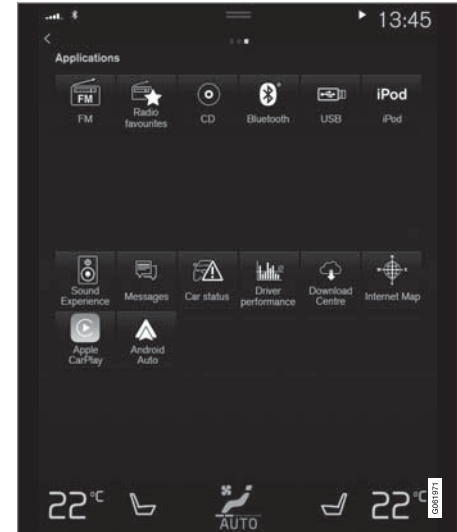 13:45
Applications
FM
FM
Radio
favourites
CD
Bluetooth
USB
iPod
iPod
Sound
Experience
Messages
Car status
Driver
performance
Download
Centre
Internet Map
Apple
CarPlay
Android
Auto
22°C
AUTO
22°C
G061971